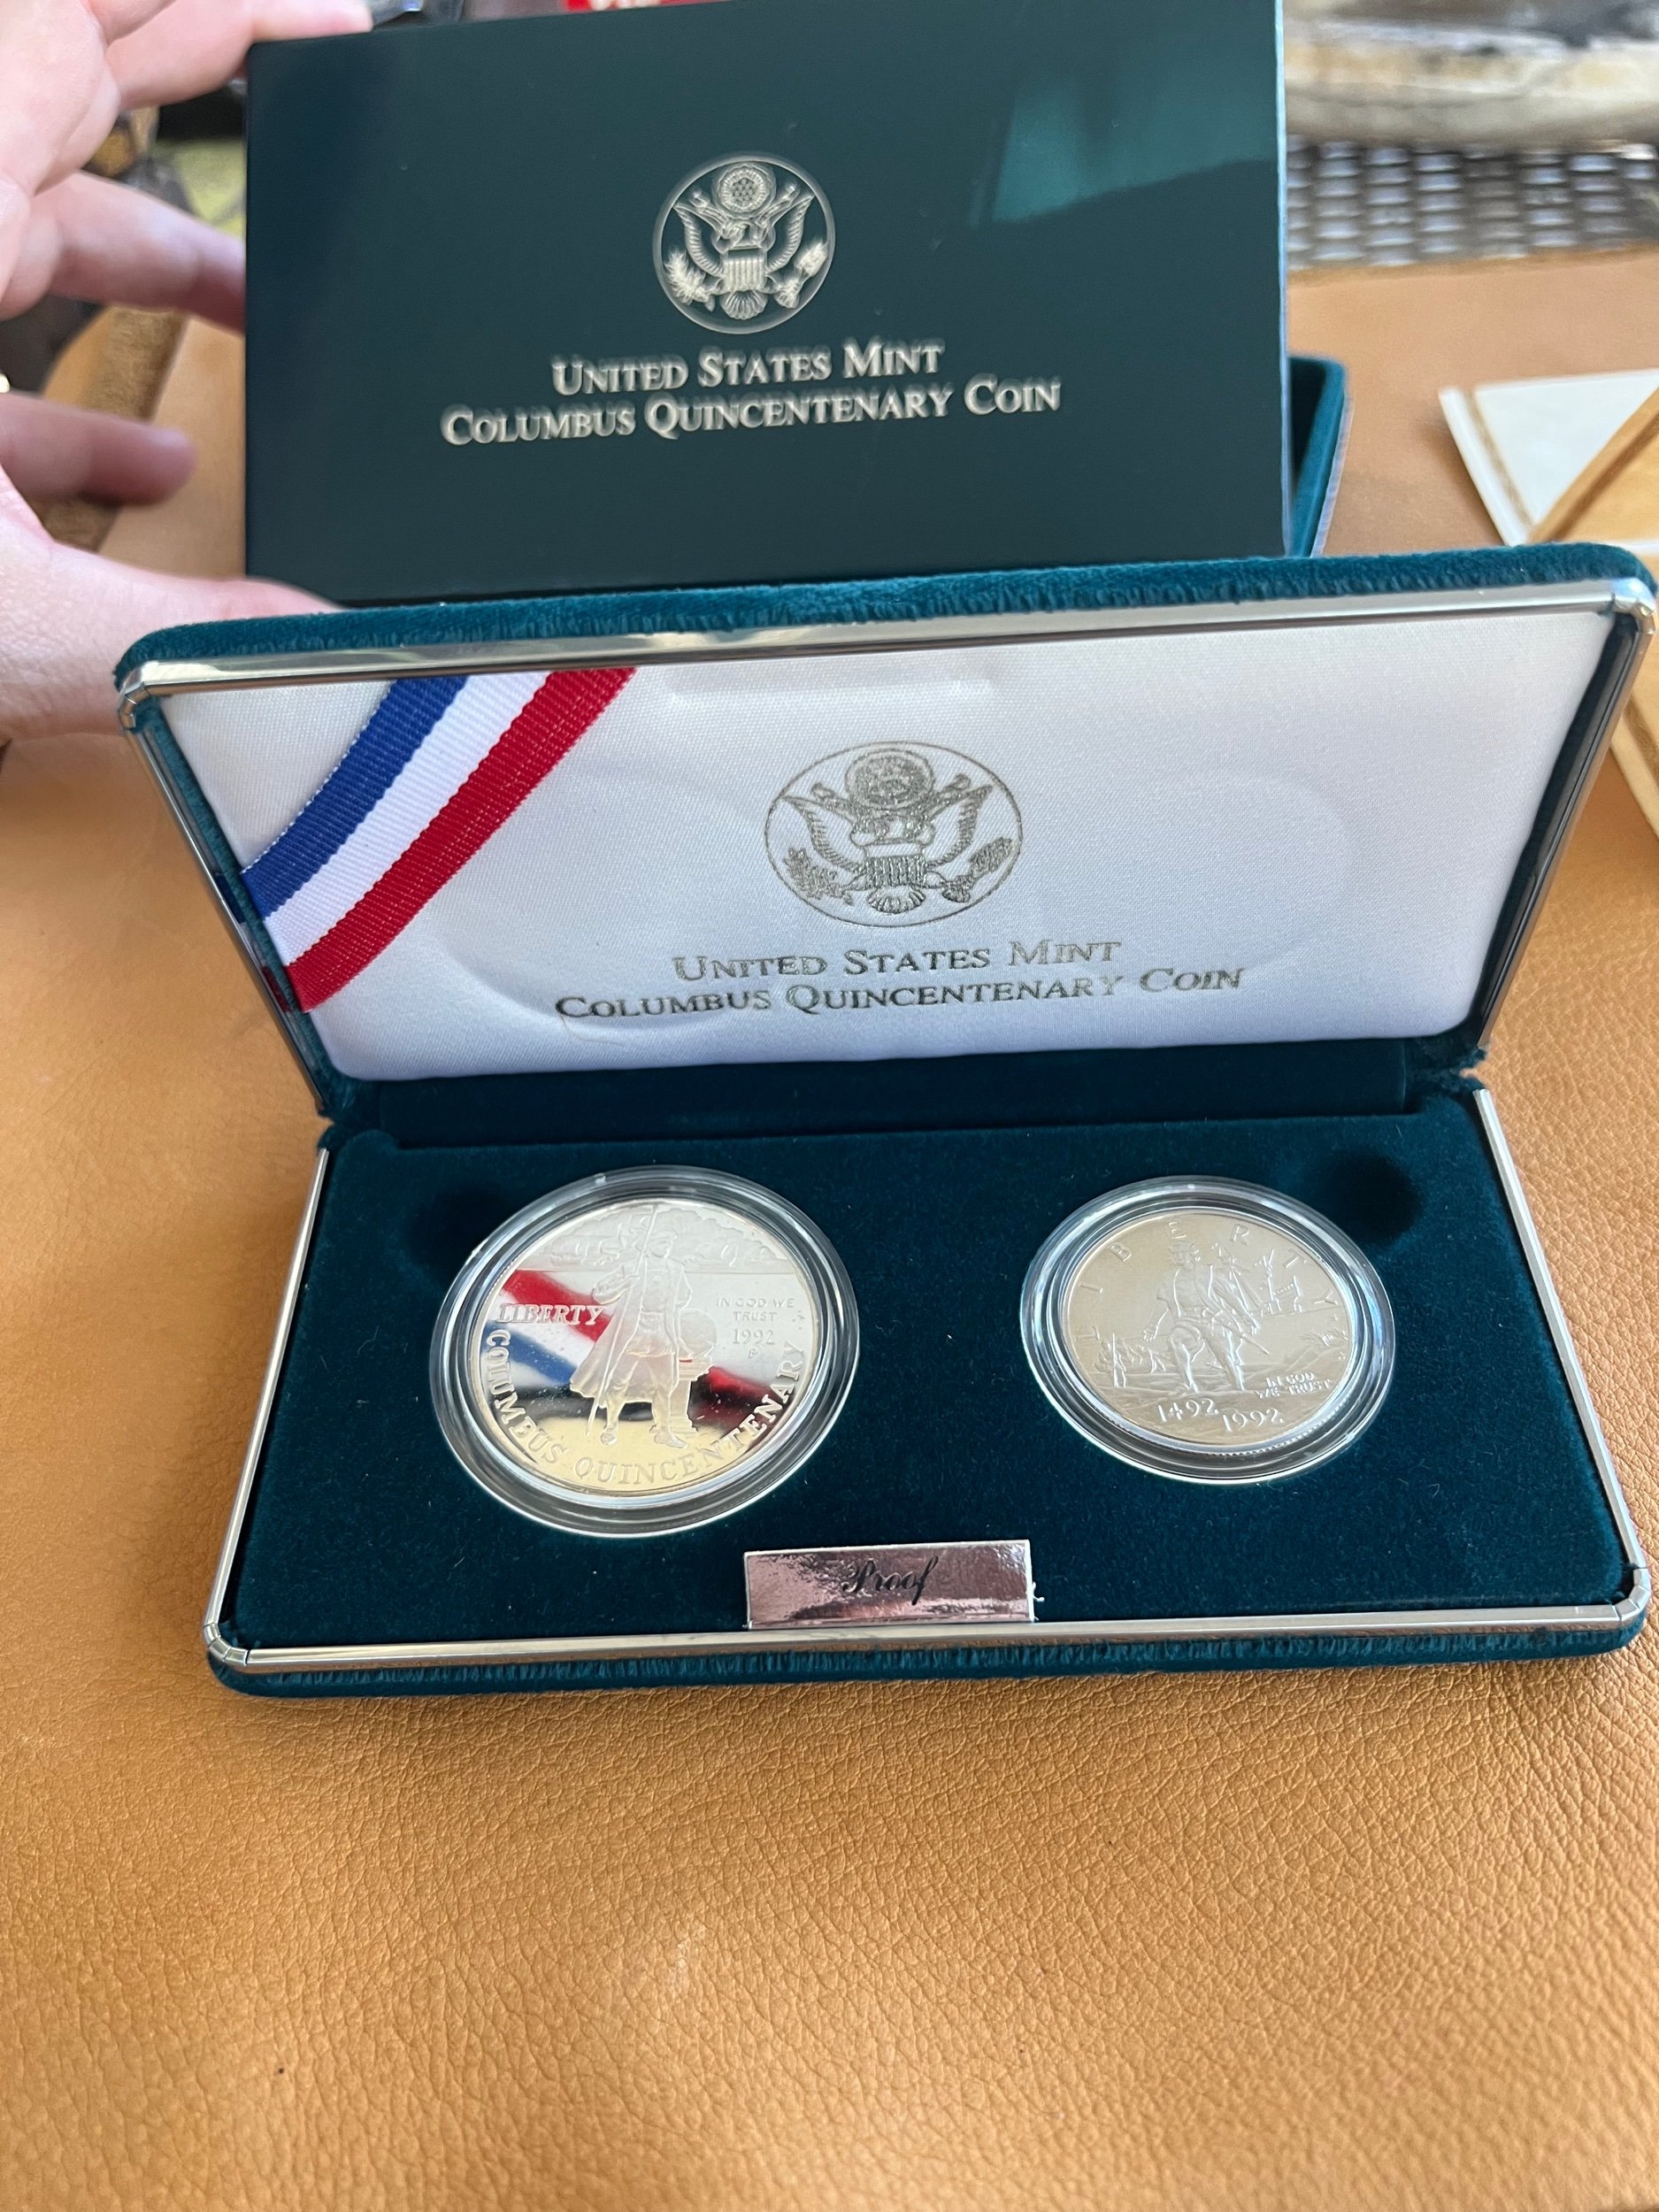 UNITED STATES MINT
COLUMBUS QUINCENTENARY COIN
UNITED STATES MINT
COLUMBUS QUINCENTENARY COIN
LIBERTY
IN GOD WE
TRUST
1992
P
COLUMBUS QUINCENTENARY
LIBERTY
IN GOD
WE TRUST
1492 1992
Proof